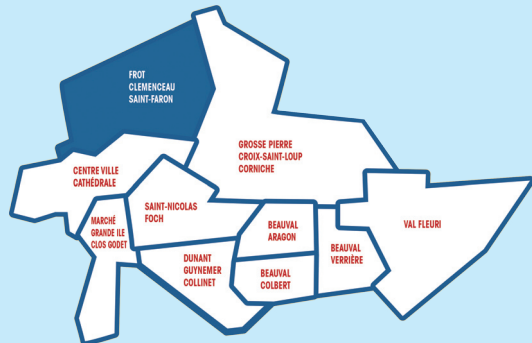 FROT
CLEMENCEAU
SAINT-FARON
GROSSE PIERRE
CROIX-SAINT-LOUP
CORNICHE
CENTRE VILLE
CATHÉDRALE
SAINT-NICOLAS
FOCH
MARCHÉ
GRANDE ILE
CLOS GODET
BEAUVAL
ARAGON
VAL FLEURI
BEAUVAL
VERRIÈRE
DUNANT
GUYNEMER
COLLINET
BEAUVAL
COLBERT